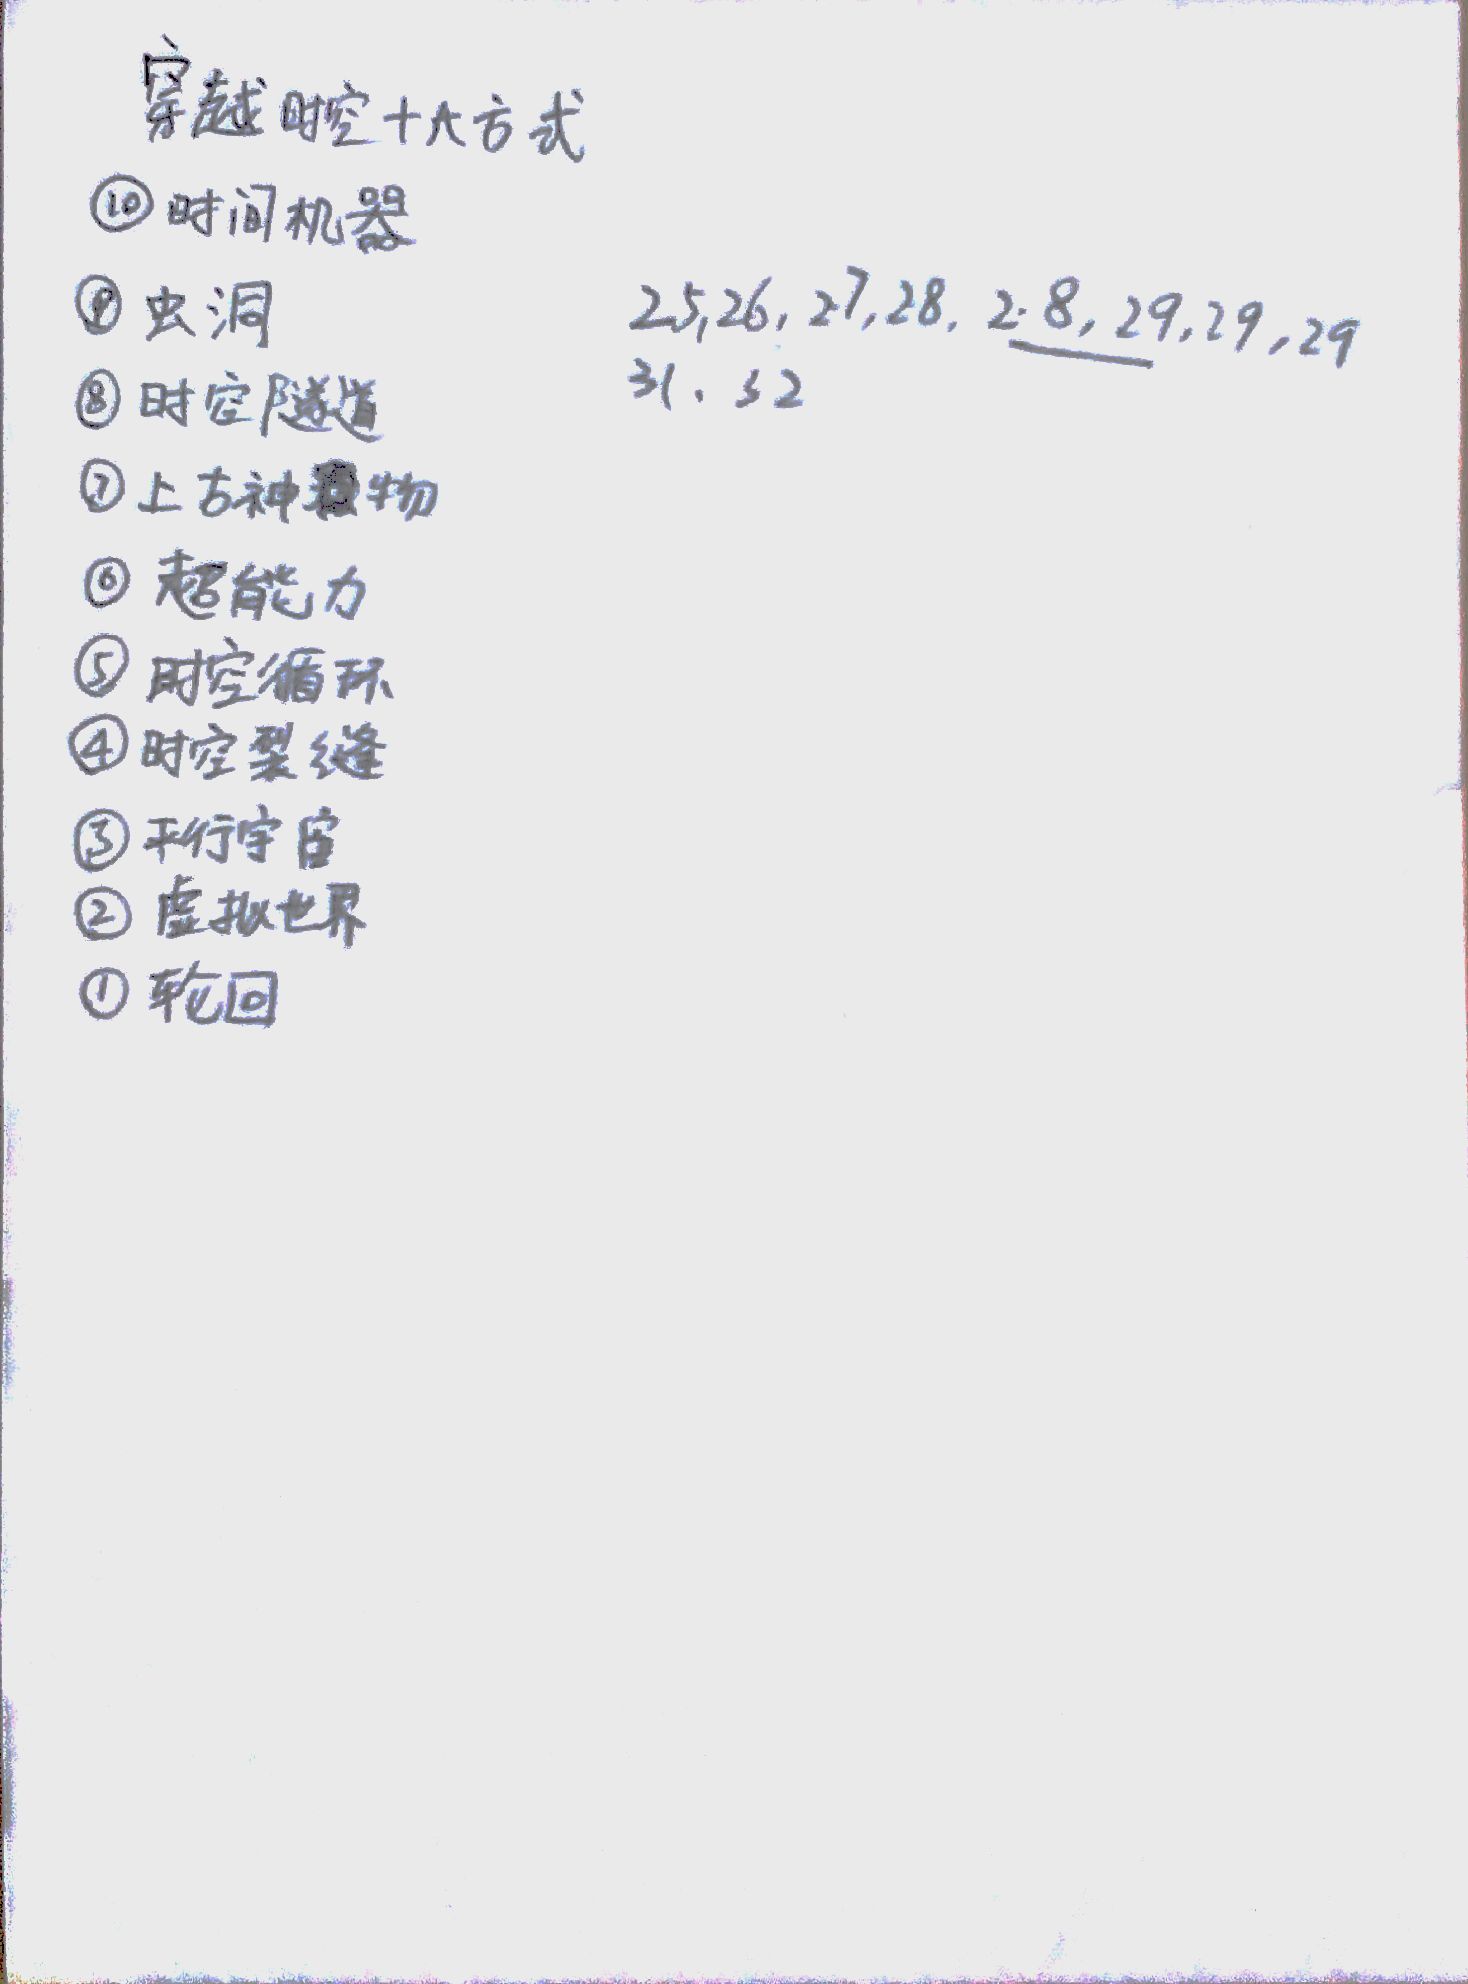 穿越时空十大方式
⑩时间机器
⑨虫洞
⑧时空隧道
⑦上古神物
⑥超能力
⑤时空循环
④时空裂缝
③平行宇宙
②虚拟世界
①轮回
25,26,27,28,28,29,29,29
31、32